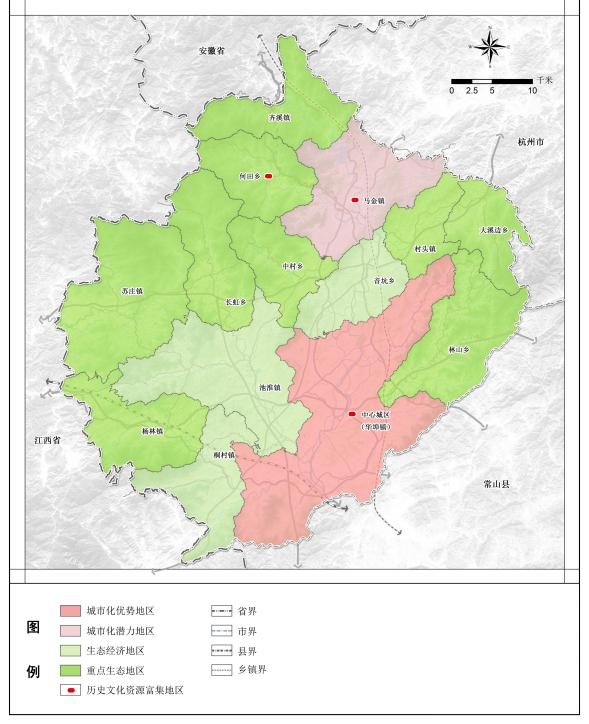 安徽省
N
W
E
S
千米
0 2.5 5 10
杭州市
齐溪镇
何田乡
马金镇
大溪边乡
村头镇
中村乡
音坑乡
苏庄镇
长虹乡
林山乡
池淮镇
中心城区
(华埠镇)
杨林镇
江西省
桐村镇
常山县
图例
城市化优势地区
城市化潜力地区
生态经济地区
重点生态地区
历史文化资源富集地区
省界
市界
县界
乡镇界